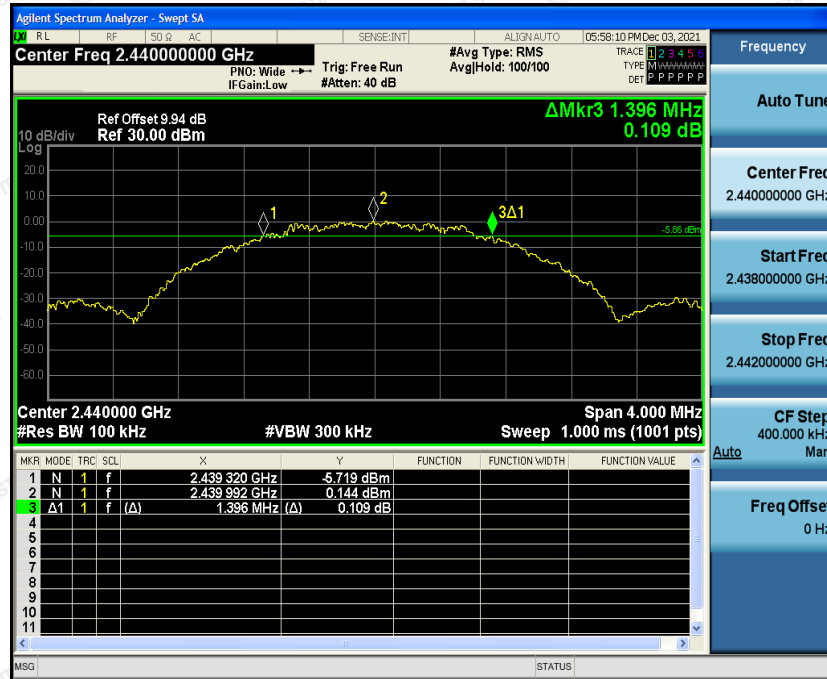 Agilent Spectrum Analyzer - Swept SA
LXI RL RF 50 Ω AC SENSE:INT ALIGN AUTO 05:58:10 PM Dec 03, 2021
Center Freq 2.440000000 GHz
PNO: Wide
IFGain:Low
Trig: Free Run
#Atten: 40 dB
#Avg Type: RMS
Avg|Hold: 100/100
TRACE 1 2 3 4 5 6
TYPE M
DET P P P P P P
ΔMkr3 1.396 MHz
0.109 dB
Ref Offset 9.94 dB
10 dB/div Ref 30.00 dBm
Log
20.0
10.0
0.00
-10.0
-20.0
-30.0
-40.0
-50.0
-60.0
1
2
3Δ1
-5.86 dBm
Center 2.440000 GHz Span 4.000 MHz
#Res BW 100 kHz #VBW 300 kHz Sweep 1.000 ms (1001 pts)
MKR MODE TRC SCL X Y FUNCTION FUNCTION WIDTH FUNCTION VALUE
1 N 1 f 2.439 320 GHz -5.719 dBm
2 N 1 f 2.439 992 GHz 0.144 dBm
3 Δ1 1 f (Δ) 1.396 MHz (Δ) 0.109 dB
4
5
6
7
8
9
10
11
MSG STATUS
Frequency
Auto Tune
Center Freq
2.440000000 GHz
Start Freq
2.438000000 GHz
Stop Freq
2.442000000 GHz
CF Step
400.000 kHz
Auto Man
Freq Offset
0 Hz